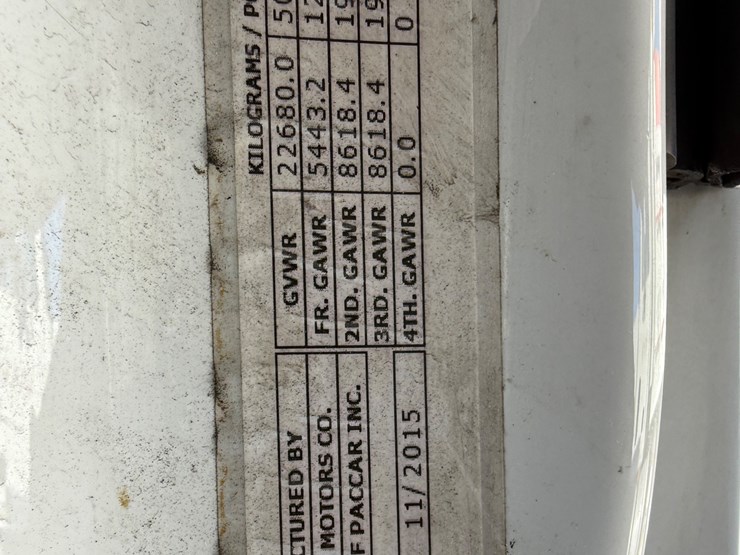 KILOGRAMS / P
CTURED BY
MOTORS CO.
F PACCAR INC.
11/2015
GVWR 22680.0 50
FR. GAWR 5443.2 12
2ND. GAWR 8618.4 19
3RD. GAWR 8618.4 19
4TH. GAWR 0.0 0